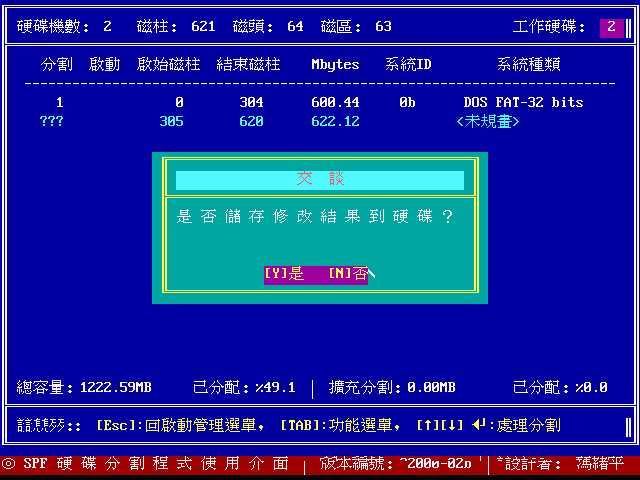 硬碟機數: 2 磁柱: 621 磁頭: 64 磁區: 63 工作硬碟: 2
分割 啟動 啟始磁柱 結束磁柱 Mbytes 系統ID 系統種類
1 0 304 600.44 0b DOS FAT-32 bits
??? 305 620 622.12 <未規畫>
交 談
是否儲存修改結果到硬碟?
[Y]是 [N]否
總容量: 1222.59MB 已分配: %49.1 | 擴充分割: 0.00MB 已分配: %0.0
[Esc]:回啟動管理選單, [TAB]:功能選單, [↑][↓] ↵:處理分割
◎ SPF 硬碟分割程式使用介面 | 版本編號: | 設計者: 馮緒平